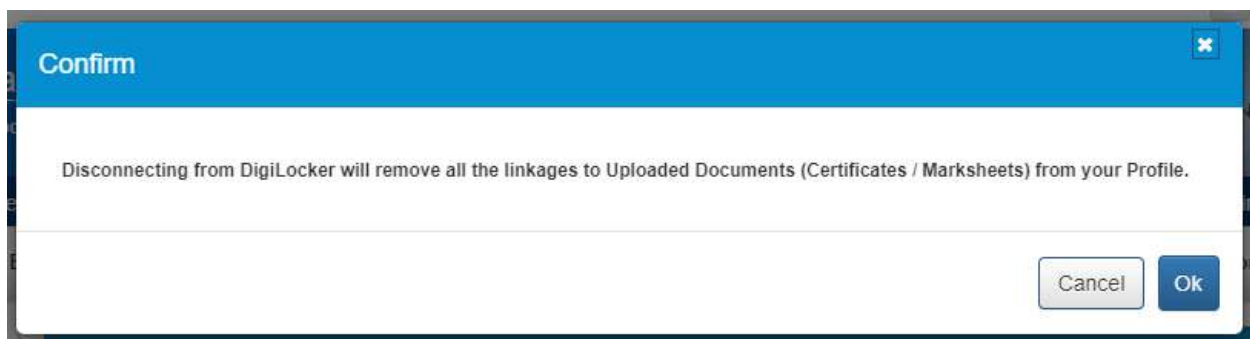 Confirm
Disconnecting from DigiLocker will remove all the linkages to Uploaded Documents (Certificates / Marksheets) from your Profile.
Cancel
Ok